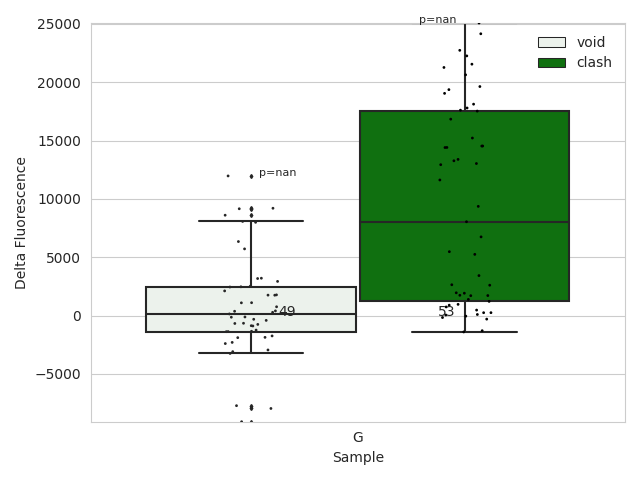 25000
20000
15000
10000
5000
0
−5000
Delta Fluorescence
p=nan
p=nan
void
clash
49
53
G
Sample